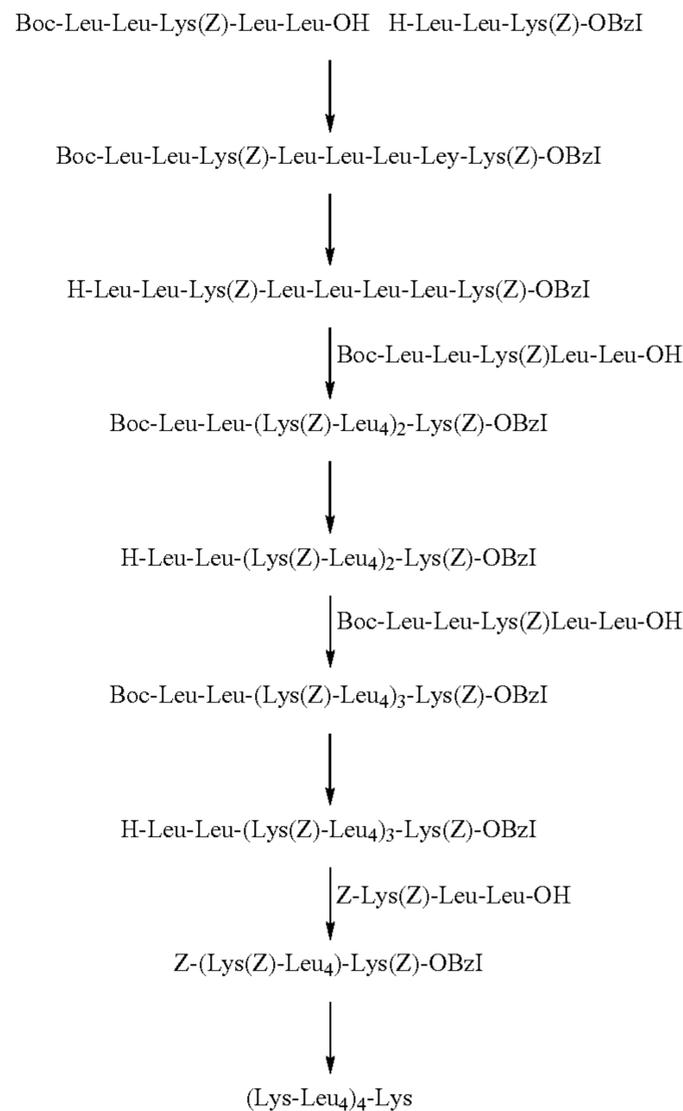 Boc-Leu-Leu-Lys(Z)-Leu-Leu-OH H-Leu-Leu-Lys(Z)-OBzI
Boc-Leu-Leu-Lys(Z)-Leu-Leu-Leu-Ley-Lys(Z)-OBzI
H-Leu-Leu-Lys(Z)-Leu-Leu-Leu-Leu-Lys(Z)-OBzI
Boc-Leu-Leu-Lys(Z)Leu-Leu-OH
Boc-Leu-Leu-(Lys(Z)-Leu₄)₂-Lys(Z)-OBzI
H-Leu-Leu-(Lys(Z)-Leu₄)₂-Lys(Z)-OBzI
Boc-Leu-Leu-Lys(Z)Leu-Leu-OH
Boc-Leu-Leu-(Lys(Z)-Leu₄)₃-Lys(Z)-OBzI
H-Leu-Leu-(Lys(Z)-Leu₄)₃-Lys(Z)-OBzI
Z-Lys(Z)-Leu-Leu-OH
Z-(Lys(Z)-Leu₄)-Lys(Z)-OBzI
(Lys-Leu₄)₄-Lys